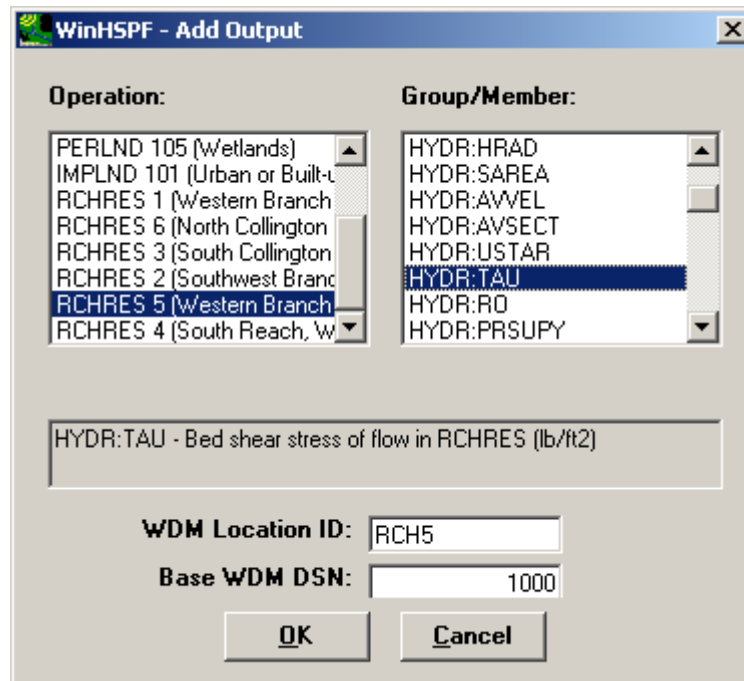 WinHSPF - Add Output
Operation:
PERLND 105 (Wetlands)
IMPLND 101 (Urban or Built-u
RCHRES 1 (Western Branch
RCHRES 6 (North Collington
RCHRES 3 (South Collington
RCHRES 2 (Southwest Branc
RCHRES 5 (Western Branch
RCHRES 4 (South Reach, W
Group/Member:
HYDR:HRAD
HYDR:SAREA
HYDR:AVVEL
HYDR:AVSECT
HYDR:USTAR
HYDR:TAU
HYDR:RO
HYDR:PRSUPY
HYDR:TAU - Bed shear stress of flow in RCHRES (lb/ft2)
WDM Location ID: RCH5
Base WDM DSN: 1000
OK Cancel